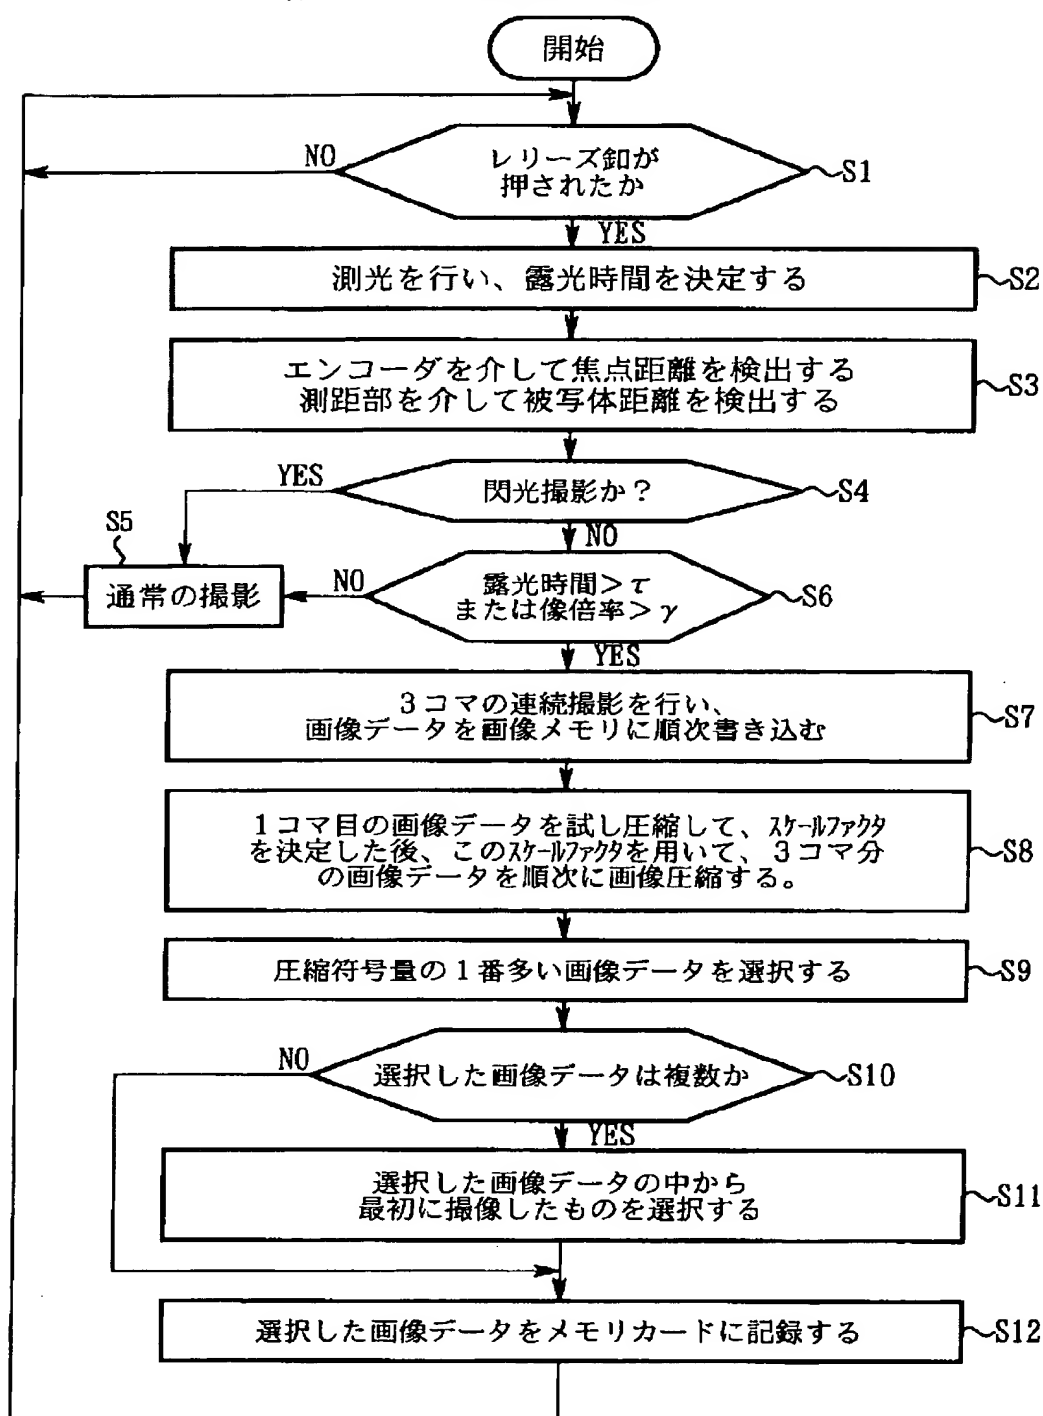 開始
レリーズ釦が
押されたか
NO
S1
YES
測光を行い、露光時間を決定する
S2
エンコーダを介して焦点距離を検出する
測距部を介して被写体距離を検出する
S3
YES
閃光撮影か？
S4
NO
S5
通常の撮影
NO
露光時間＞τ
または像倍率＞γ
S6
YES
３コマの連続撮影を行い、
画像データを画像メモリに順次書き込む
S7
１コマ目の画像データを試し圧縮して、ｽｹｰﾙﾌｧｸﾀ
を決定した後、このｽｹｰﾙﾌｧｸﾀを用いて、３コマ分
の画像データを順次に画像圧縮する。
S8
圧縮符号量の１番多い画像データを選択する
S9
NO
選択した画像データは複数か
S10
YES
選択した画像データの中から
最初に撮像したものを選択する
S11
選択した画像データをメモリカードに記録する
S12